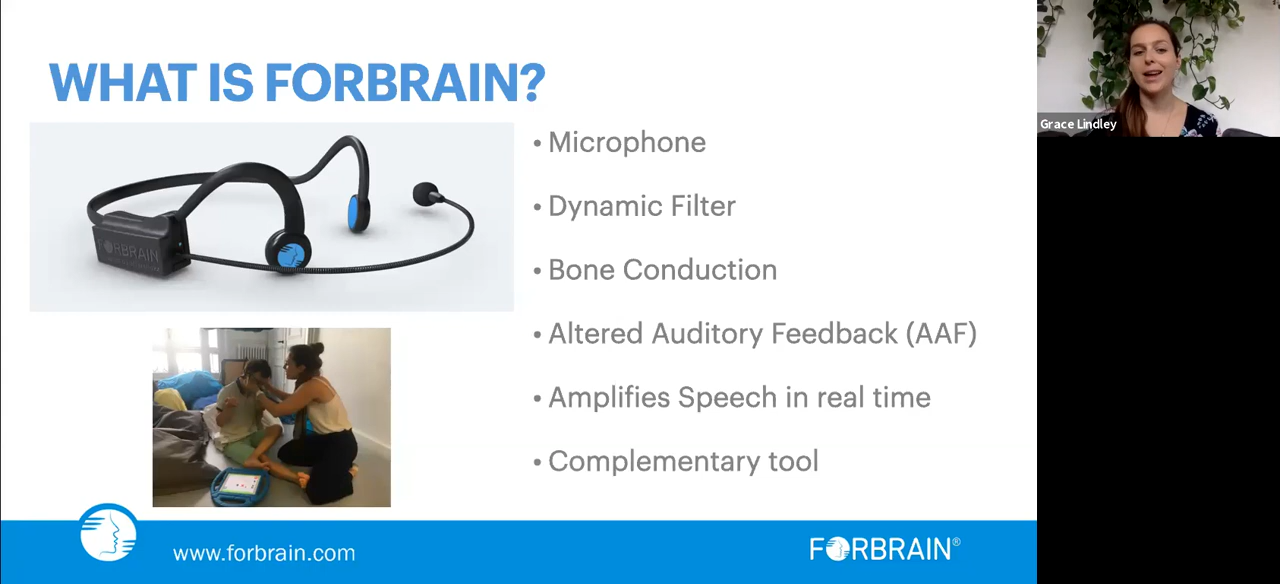 WHAT IS FORBRAIN?
Grace Lindley
• Microphone
• Dynamic Filter
• Bone Conduction
• Altered Auditory Feedback (AAF)
• Amplifies Speech in real time
• Complementary tool
FORBRAIN
www.forbrain.com
FORBRAIN®